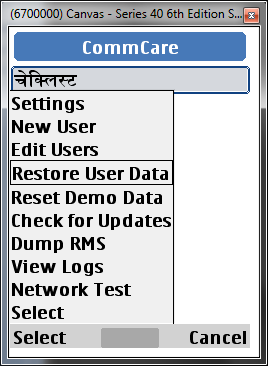 (6700000) Canvas - Series 40 6th Edition S...
CommCare
चेक्लिस्ट
Settings
New User
Edit Users
Restore User Data
Reset Demo Data
Check for Updates
Dump RMS
View Logs
Network Test
Select
Select Cancel